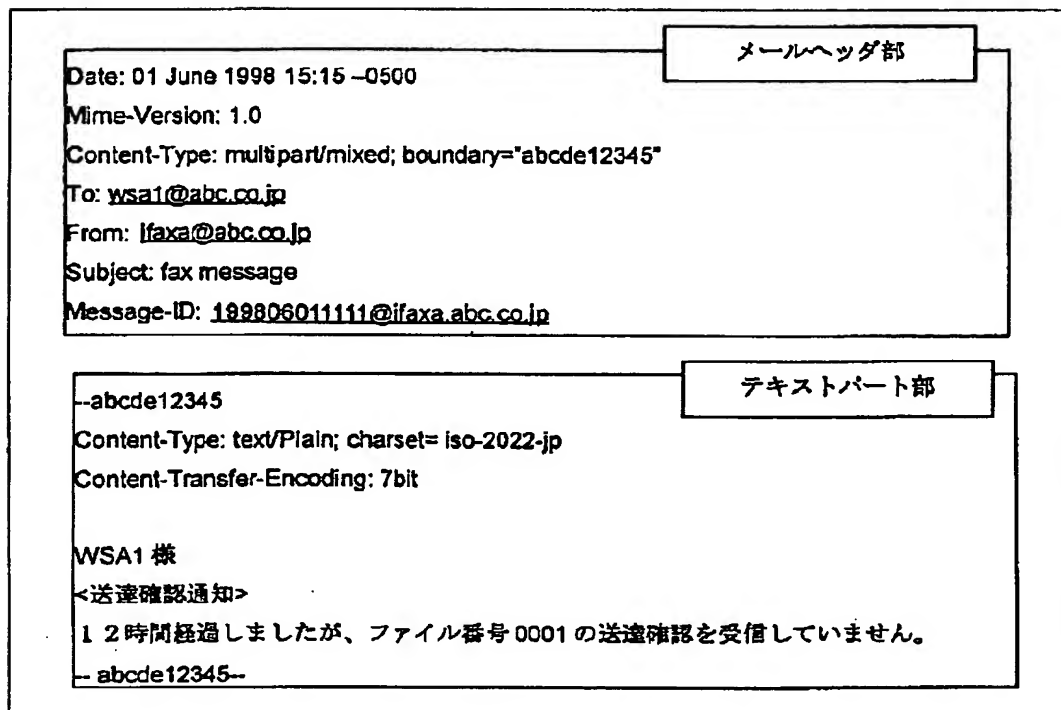 メールヘッダ部
Date: 01 June 1998 15:15 –0500
Mime-Version: 1.0
Content-Type: multipart/mixed; boundary="abcde12345"
To: wsa1@abc.co.jp
From: ifaxa@abc.co.jp
Subject: fax message
Message-ID: 199806011111@ifaxa.abc.co.jp
テキストパート部
--abcde12345
Content-Type: text/Plain; charset= iso-2022-jp
Content-Transfer-Encoding: 7bit
WSA1 様
<送達確認通知>
１２時間経過しましたが、ファイル番号 0001 の送達確認を受信していません。
-- abcde12345--